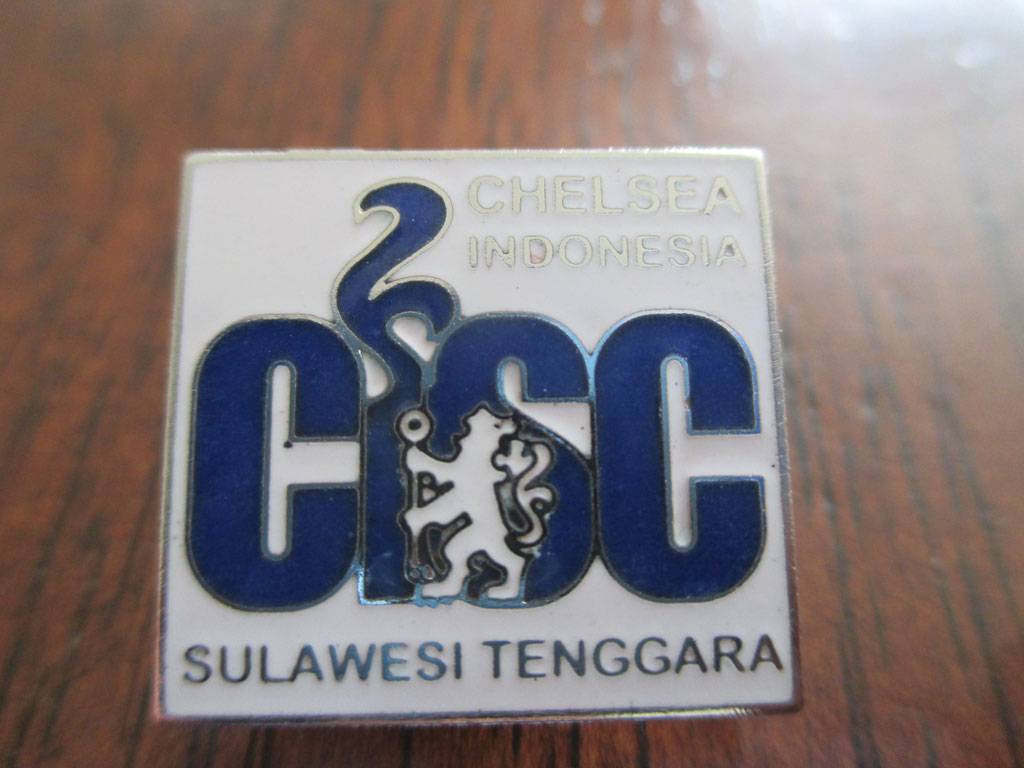 CHELSEA
INDONESIA
CISC
SULAWESI TENGGARA